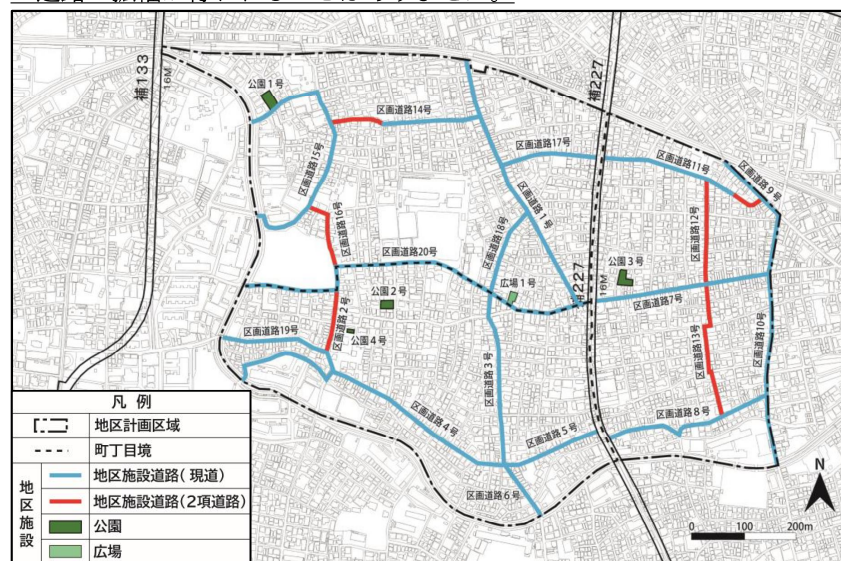 補133
16M
補227
公園1号
区画道路14号
区画道路15号
区画道路17号
区画道路11号
区画道路9号
区画道路1号
区画道路16号
区画道路18号
区画道路12号
区画道路20号
公園3号
広場1号
補227
16M
公園2号
区画道路7号
区画道路2号
公園4号
区画道路19号
区画道路3号
区画道路13号
区画道路10号
区画道路4号
区画道路5号
区画道路8号
区画道路6号
N
0 100 200m
凡例
地区計画区域
町丁目境
地区施設
地区施設道路(現道)
地区施設道路(2項道路)
公園
広場